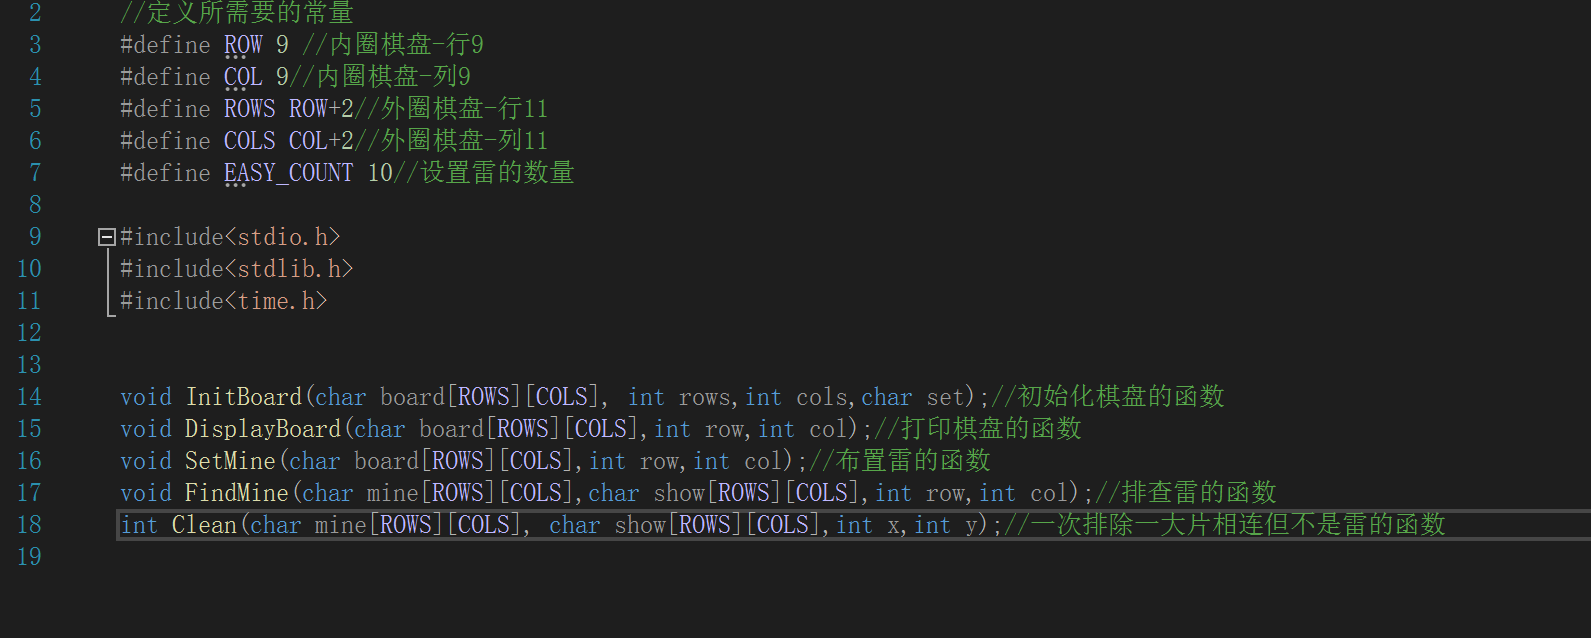 2 //定义所需要的常量
3 #define ROW 9 //内圈棋盘-行9
4 #define COL 9//内圈棋盘-列9
5 #define ROWS ROW+2//外圈棋盘-行11
6 #define COLS COL+2//外圈棋盘-列11
7 #define EASY_COUNT 10//设置雷的数量
8
9 #include<stdio.h>
10 #include<stdlib.h>
11 #include<time.h>
12
13
14 void InitBoard(char board[ROWS][COLS], int rows,int cols,char set);//初始化棋盘的函数
15 void DisplayBoard(char board[ROWS][COLS],int row,int col);//打印棋盘的函数
16 void SetMine(char board[ROWS][COLS],int row,int col);//布置雷的函数
17 void FindMine(char mine[ROWS][COLS],char show[ROWS][COLS],int row,int col);//排查雷的函数
18 int Clean(char mine[ROWS][COLS], char show[ROWS][COLS],int x,int y);//一次排除一大片相连但不是雷的函数
19